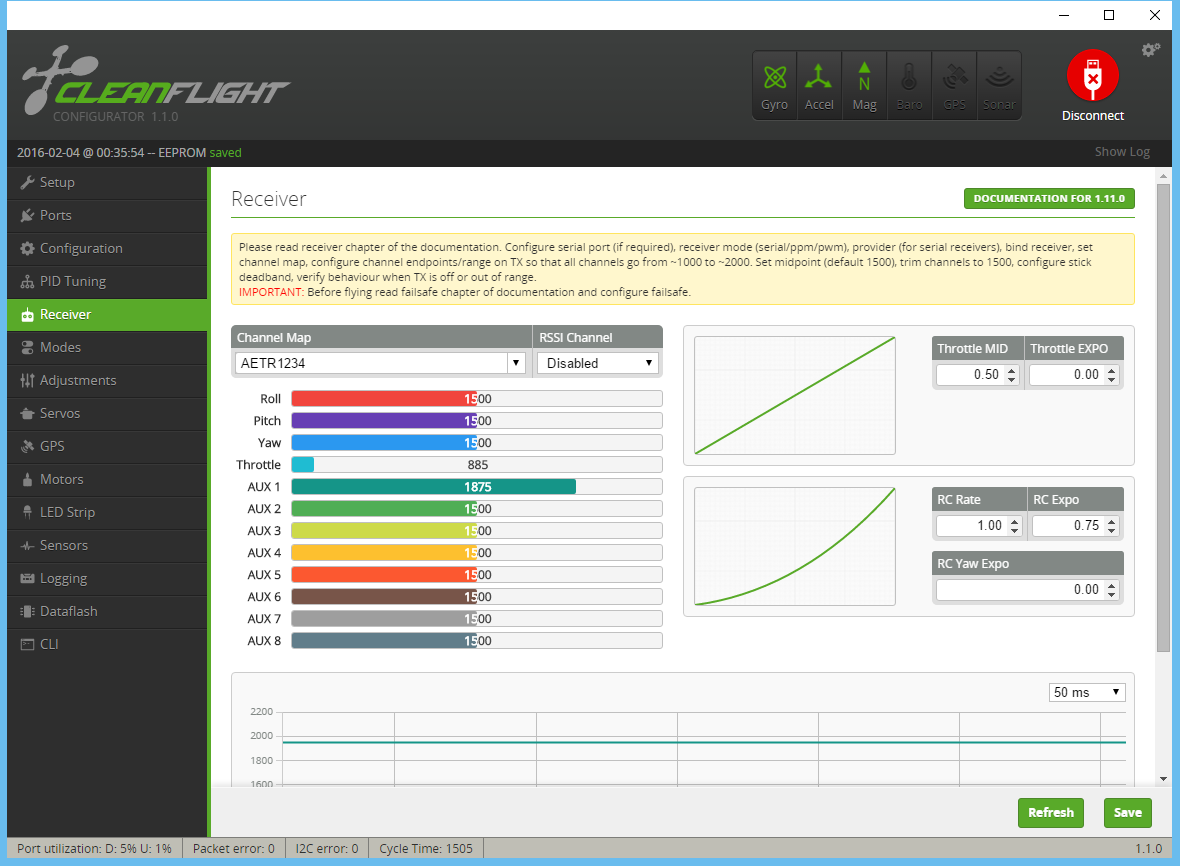 CLEANFLIGHT
CONFIGURATOR 1.1.0
Gyro Accel Mag Baro GPS Sonar
Disconnect
2016-02-04 @ 00:35:54 -- EEPROM saved
Show Log
Setup
Ports
Configuration
PID Tuning
Receiver
Modes
Adjustments
Servos
GPS
Motors
LED Strip
Sensors
Logging
Dataflash
CLI
Receiver
DOCUMENTATION FOR 1.11.0
Please read receiver chapter of the documentation. Configure serial port (if required), receiver mode (serial/ppm/pwm), provider (for serial receivers), bind receiver, set
channel map, configure channel endpoints/range on TX so that all channels go from ~1000 to ~2000. Set midpoint (default 1500), trim channels to 1500, configure stick
deadband, verify behaviour when TX is off or out of range.
IMPORTANT: Before flying read failsafe chapter of documentation and configure failsafe.
Channel Map RSSI Channel
AETR1234 Disabled
Roll 1500
Pitch 1500
Yaw 1500
Throttle 885
AUX 1 1875
AUX 2 1500
AUX 3 1500
AUX 4 1500
AUX 5 1500
AUX 6 1500
AUX 7 1500
AUX 8 1500
Throttle MID Throttle EXPO
0.50 0.00
RC Rate RC Expo
1.00 0.75
RC Yaw Expo
0.00
50 ms
2200
2000
1800
1600
Refresh Save
Port utilization: D: 5% U: 1% Packet error: 0 I2C error: 0 Cycle Time: 1505 1.1.0